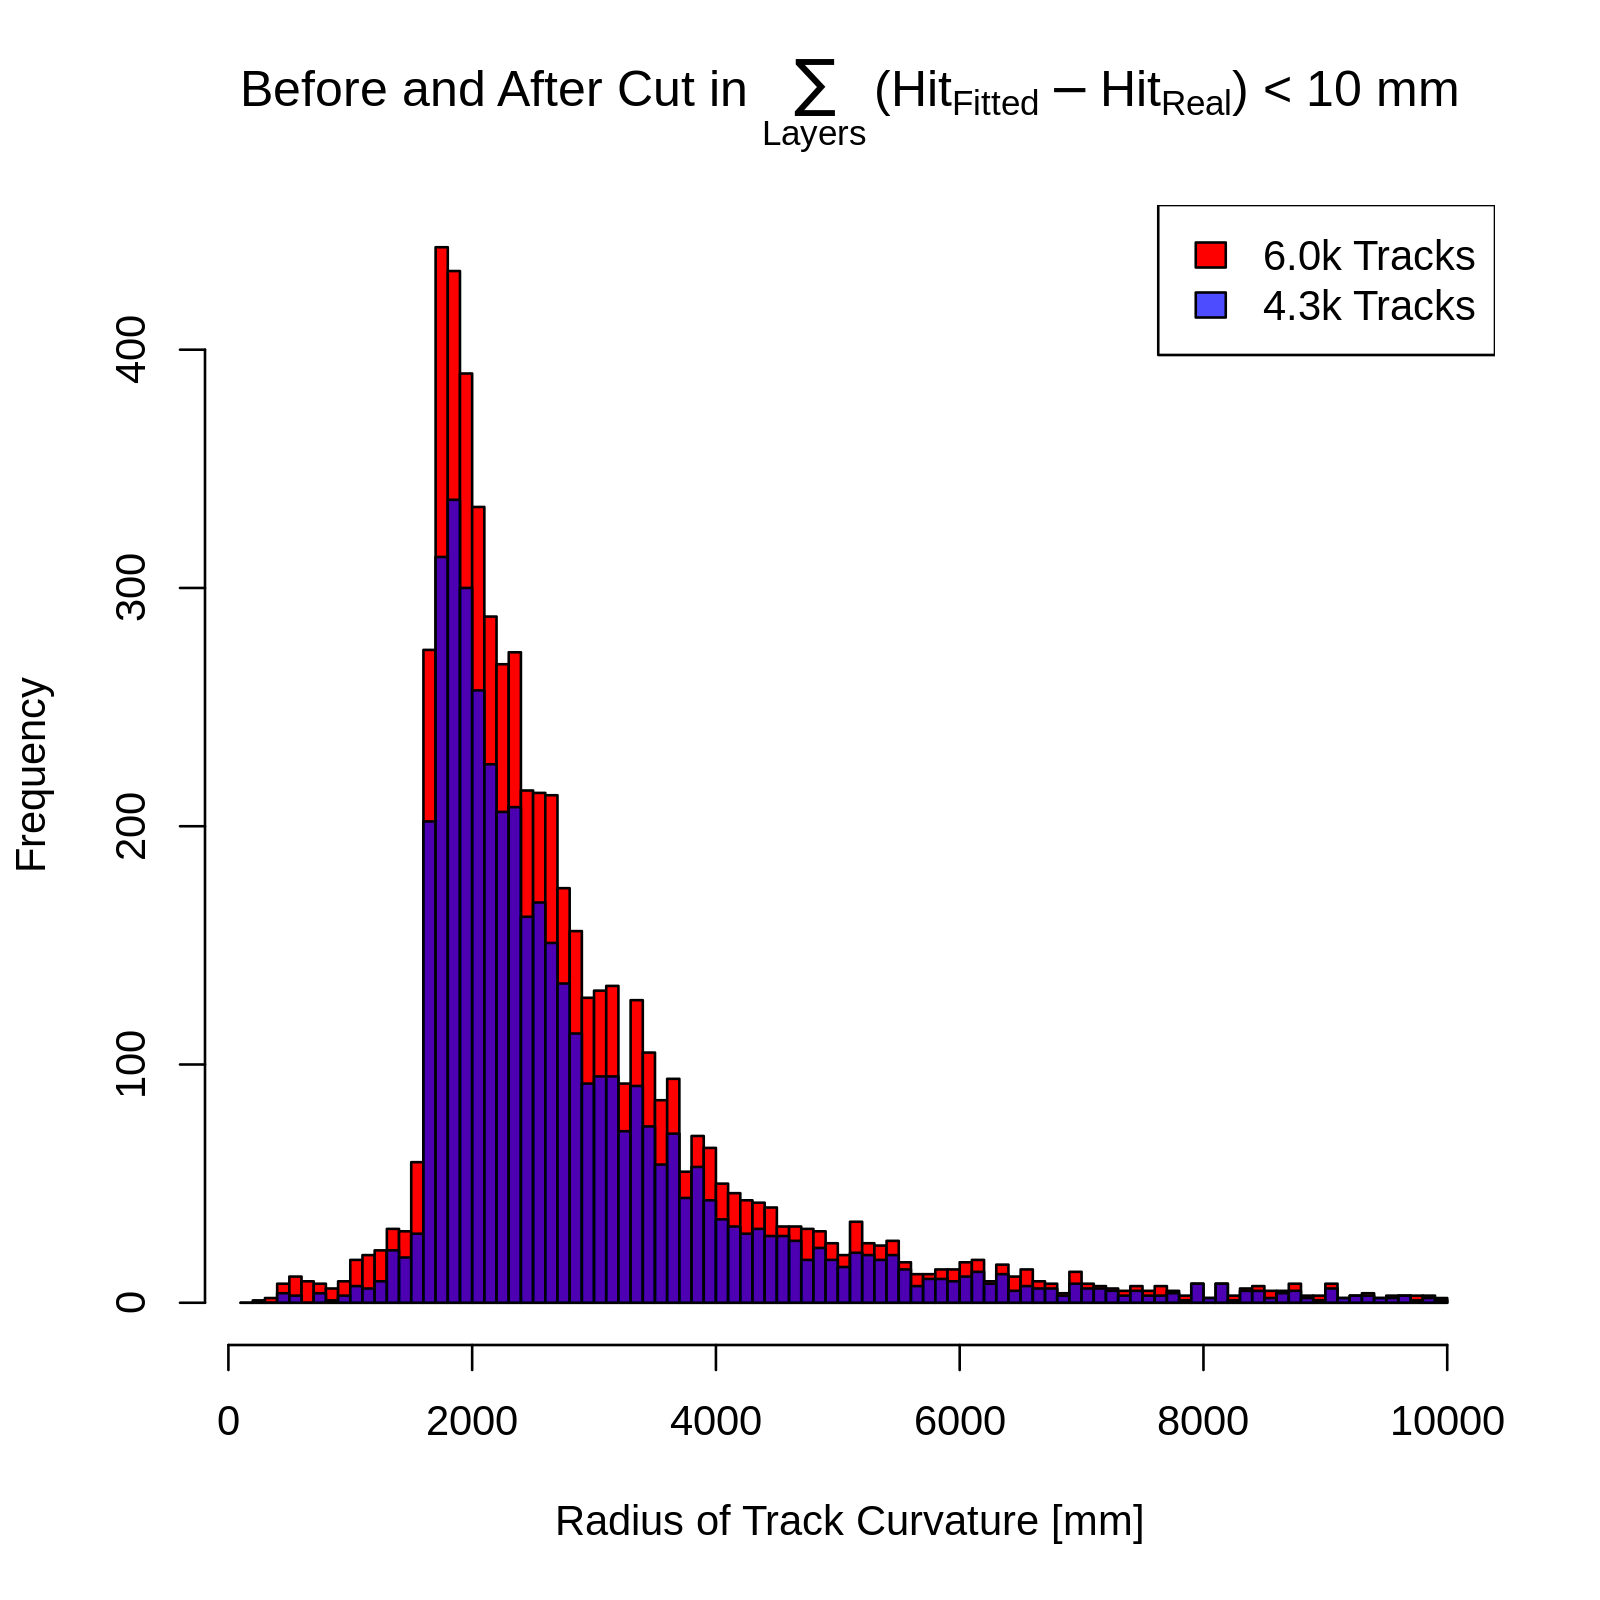 Before and After Cut in ∑ (Hit_Fitted − Hit_Real) < 10 mm
Layers
6.0k Tracks
4.3k Tracks
Frequency
400
300
200
100
0
0 2000 4000 6000 8000 10000
Radius of Track Curvature [mm]